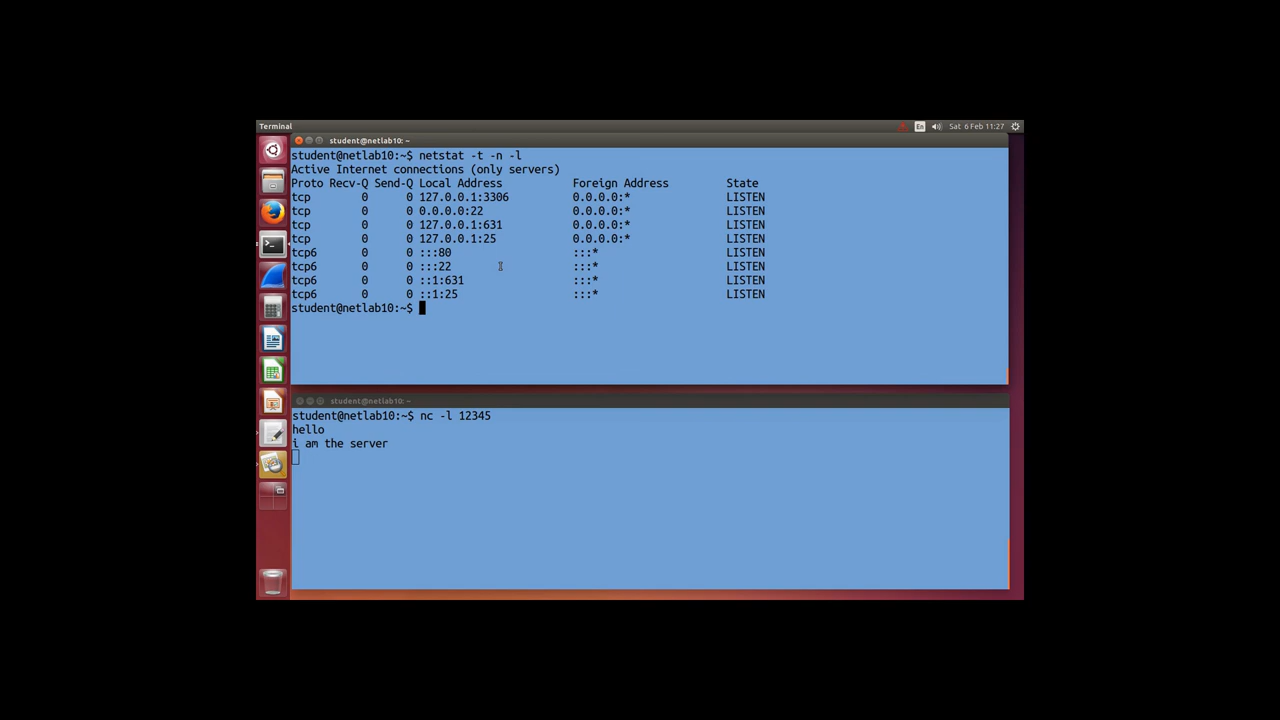 Terminal
En
Sat 6 Feb 11:27
student@netlab10: ~
student@netlab10:~$ netstat -t -n -l
Active Internet connections (only servers)
Proto Recv-Q Send-Q Local Address Foreign Address State
tcp 0 0 127.0.0.1:3306 0.0.0.0:* LISTEN
tcp 0 0 0.0.0.0:22 0.0.0.0:* LISTEN
tcp 0 0 127.0.0.1:631 0.0.0.0:* LISTEN
tcp 0 0 127.0.0.1:25 0.0.0.0:* LISTEN
tcp6 0 0 :::80 :::* LISTEN
tcp6 0 0 :::22 :::* LISTEN
tcp6 0 0 ::1:631 :::* LISTEN
tcp6 0 0 ::1:25 :::* LISTEN
student@netlab10:~$
student@netlab10: ~
student@netlab10:~$ nc -l 12345
hello
i am the server